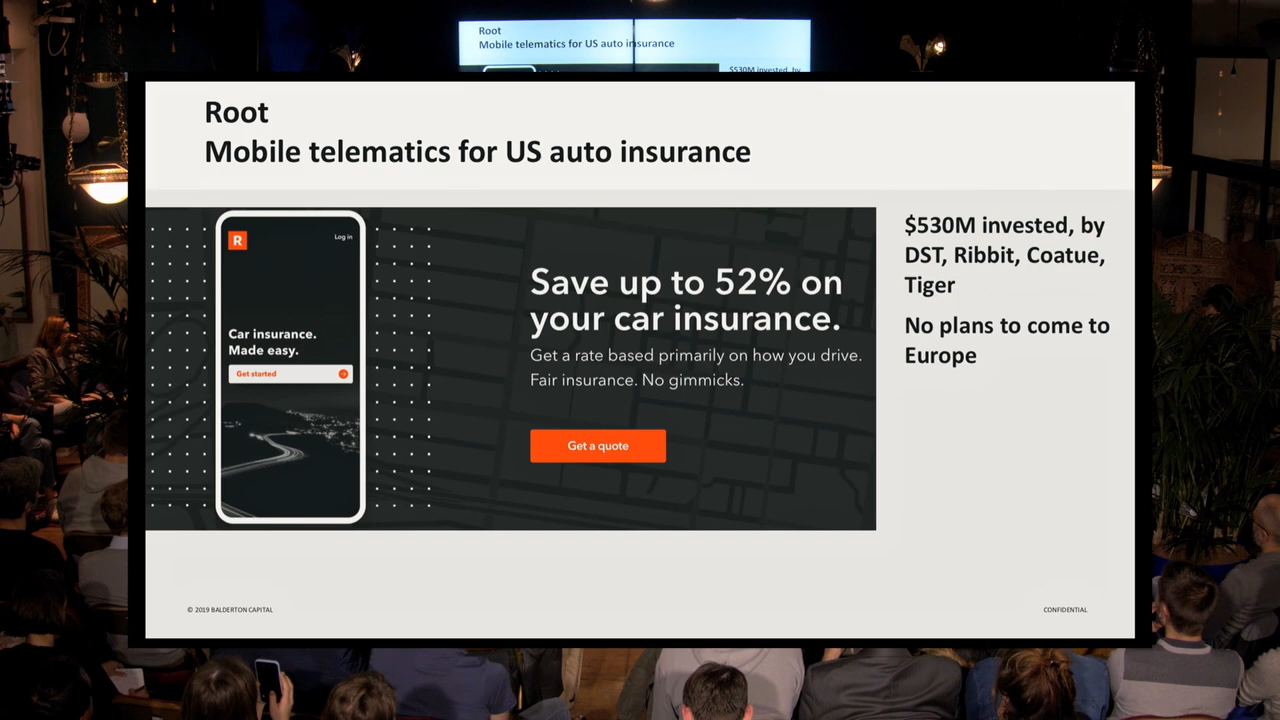 Root
Mobile telematics for US auto insurance
$530M invested, by
Root
Mobile telematics for US auto insurance
R
Log in
Car insurance.
Made easy.
Get started
Save up to 52% on
your car insurance.
Get a rate based primarily on how you drive.
Fair insurance. No gimmicks.
Get a quote
$530M invested, by
DST, Ribbit, Coatue,
Tiger
No plans to come to
Europe
© 2019 BALDERTON CAPITAL
CONFIDENTIAL